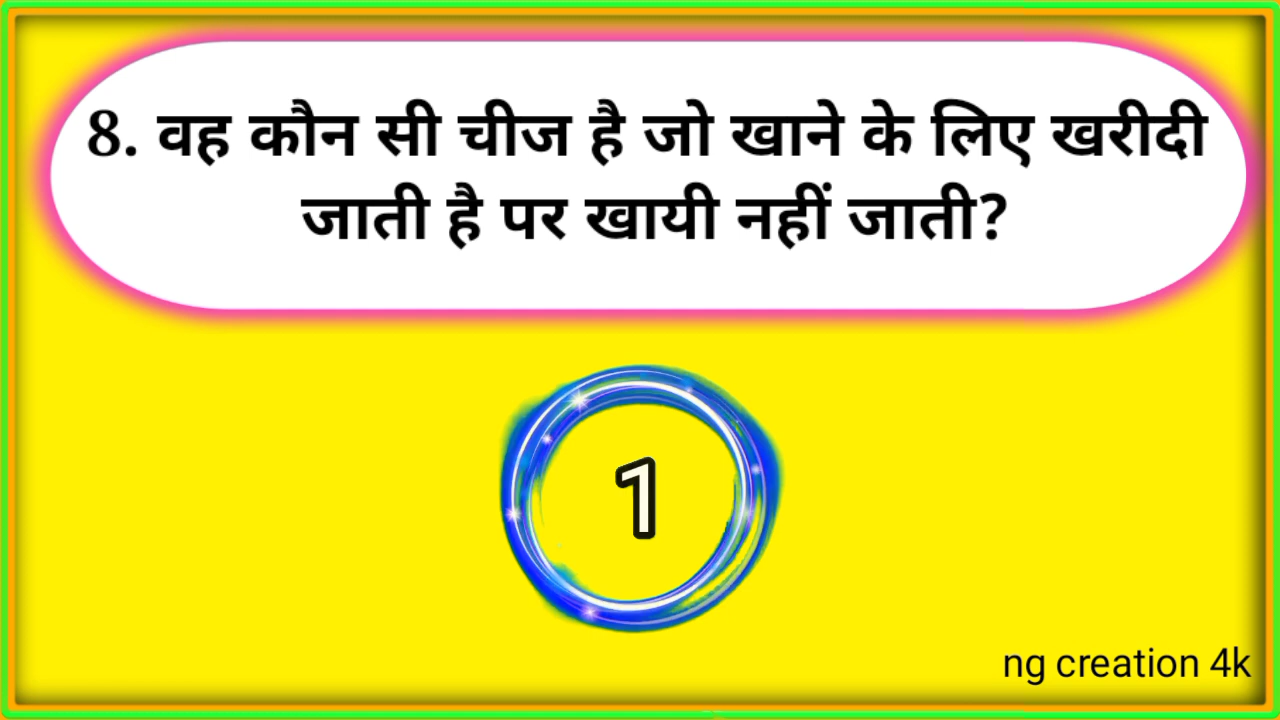 8. वह कौन सी चीज है जो खाने के लिए खरीदी
जाती है पर खायी नहीं जाती?
1
ng creation 4k